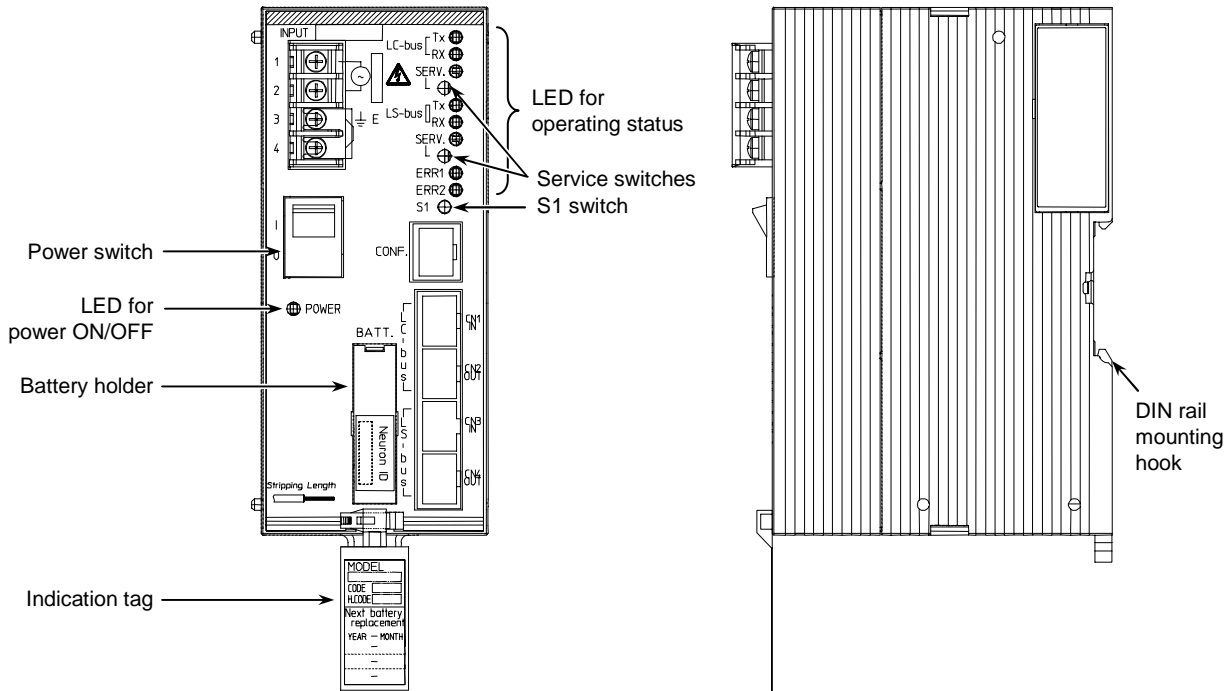 INPUT
1
2
3
4
E
LC-bus
Tx
RX
SERV.
L
LS-bus
Tx
RX
SERV.
L
ERR1
ERR2
S1
LED for
operating status
Service switches
S1 switch
I
Power switch
CONF.
LED for
power ON/OFF
POWER
BATT.
LC-bus
CN1
IN
CN2
OUT
Battery holder
Neuron ID
LS-bus
CN3
IN
CN4
OUT
Stripping Length
Indication tag
MODEL
CODE
H.CODE
Next battery
replacement
YEAR – MONTH
–
–
–
DIN rail
mounting
hook